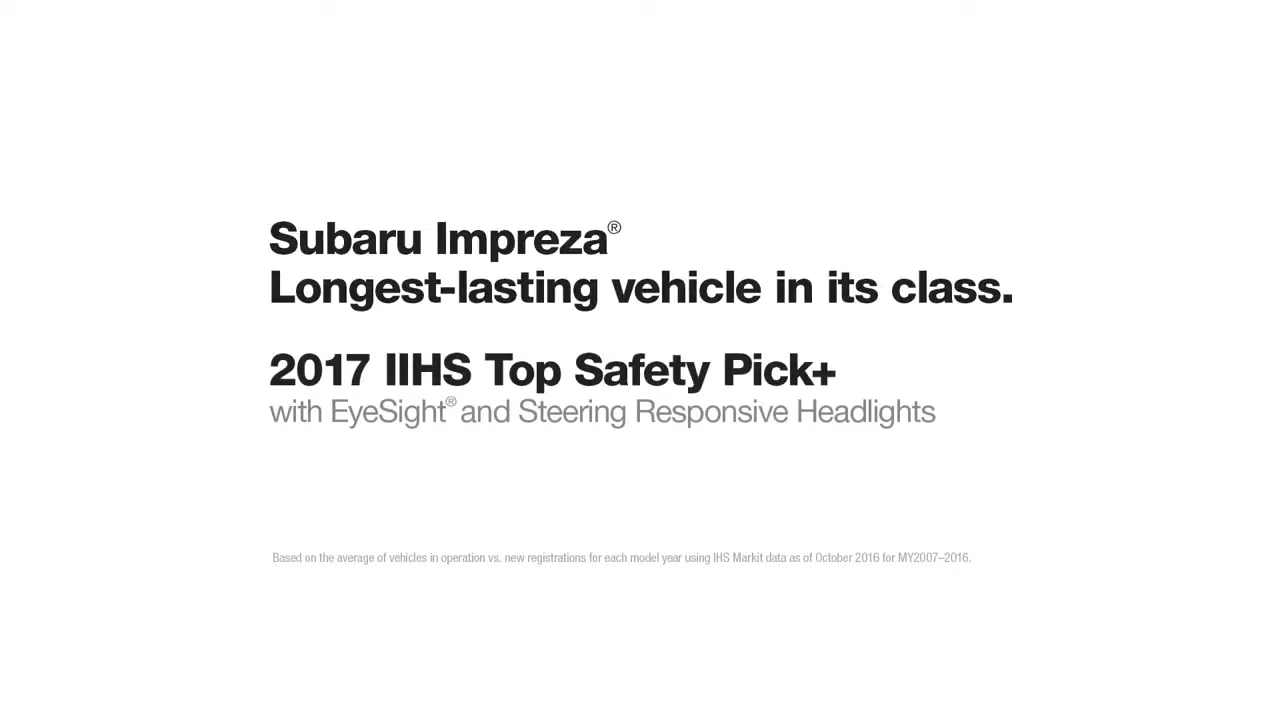 Subaru Impreza®
Longest-lasting vehicle in its class.
2017 IIHS Top Safety Pick+
with EyeSight® and Steering Responsive Headlights
Based on the average of vehicles in operation vs. new registrations for each model year using IHS Markit data as of October 2016 for MY2007–2016.